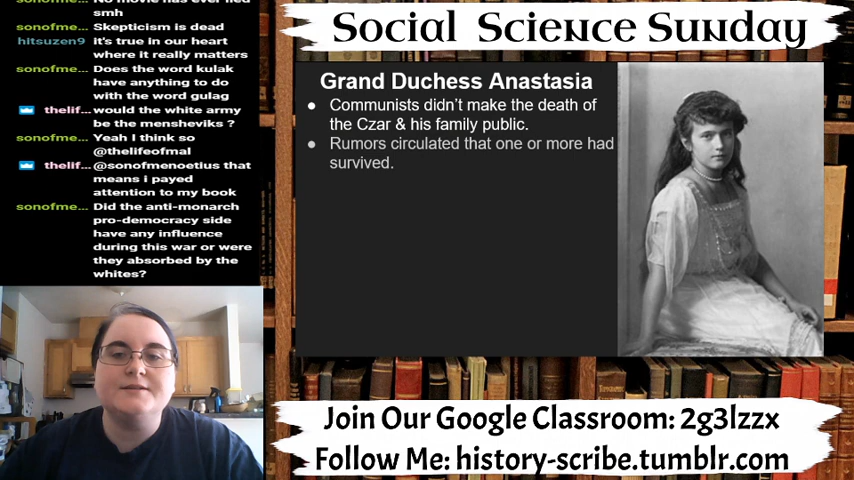 sonofme... No movie has ever lied
smh
sonofme... Skepticism is dead
hitsuzen9 it's true in our heart
where it really matters
sonofme... Does the word kulak
have anything to do
with the word gulag
thelif... would the white army
be the mensheviks ?
sonofme... Yeah I think so
@thelifeofmal
thelif... @sonofmenoetius that
means i payed
attention to my book
sonofme... Did the anti-monarch
pro-democracy side
have any influence
during this war or were
they absorbed by the
whites?
Social Science Sunday
Grand Duchess Anastasia
● Communists didn't make the death of
the Czar & his family public.
● Rumors circulated that one or more had
survived.
Join Our Google Classroom: 2g3lzzx
Follow Me: history-scribe.tumblr.com